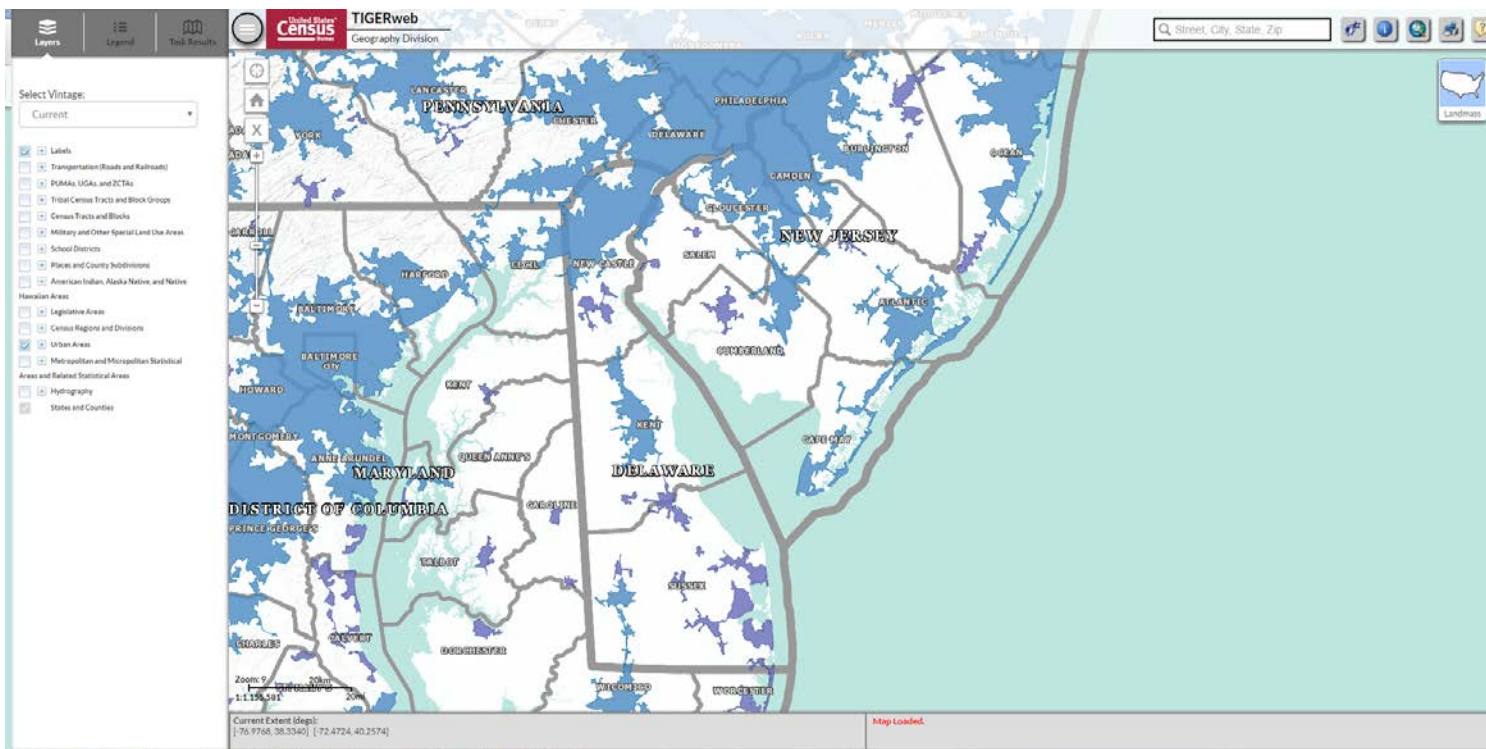 Layers
Legend
Task Results
United States®
Census
Bureau
TIGERweb
Geography Division
Street, City, State, Zip
Landmass
Select Vintage:
Current
Labels
Transportation (Roads and Railroads)
PUMAs, UGAs, and ZCTAs
Tribal Census Tracts and Block Groups
Census Tracts and Blocks
Military and Other Special Land Use Areas
School Districts
Places and County Subdivisions
American Indian, Alaska Native, and Native
Hawaiian Areas
Legislative Areas
Census Regions and Divisions
Urban Areas
Metropolitan and Micropolitan Statistical
Areas and Related Statistical Areas
Hydrography
States and Counties
LANCASTER
PENNSYLVANIA
PHILADELPHIA
CHESTER
YORK
DELAWARE
BURLINGTON
OCEAN
CAMDEN
GLOUCESTER
NEW JERSEY
SALEM
CECIL
NEW CASTLE
HARFORD
BALTIMORE
ATLANTIC
CUMBERLAND
BALTIMORE
city
HOWARD
KENT
KENT
CAPE MAY
MONTGOMERY
ANNE ARUNDEL
QUEEN ANNE'S
MARYLAND
DELAWARE
DISTRICT OF COLUMBIA
CAROLINE
PRINCE GEORGE'S
TALBOT
SUSSEX
CHARLES
CALVERT
DORCHESTER
WICOMICO
WORCESTER
Zoom: 9
20km
1:1,155,581
20mi
Current Extent (degs):
[-76.9768, 38.3340] [-72.4724, 40.2574]
Map Loaded.